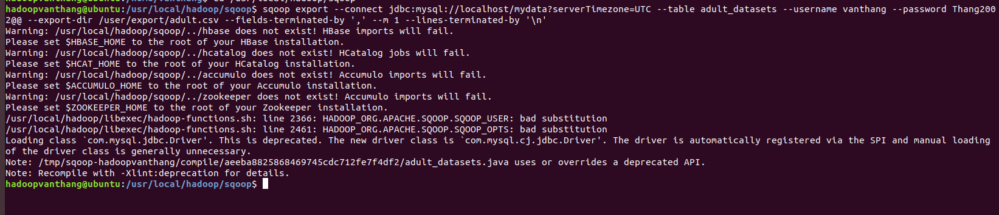 hadoopvanthang@ubuntu:/usr/local/hadoop/sqoop$ sqoop export --connect jdbc:mysql://localhost/mydata?serverTimezone=UTC --table adult_datasets --username vanthang --password Thang200
2@@ --export-dir /user/export/adult.csv --fields-terminated-by ',' --m 1 --lines-terminated-by '\n'
Warning: /usr/local/hadoop/sqoop/../hbase does not exist! HBase imports will fail.
Please set $HBASE_HOME to the root of your HBase installation.
Warning: /usr/local/hadoop/sqoop/../hcatalog does not exist! HCatalog jobs will fail.
Please set $HCAT_HOME to the root of your HCatalog installation.
Warning: /usr/local/hadoop/sqoop/../accumulo does not exist! Accumulo imports will fail.
Please set $ACCUMULO_HOME to the root of your Accumulo installation.
Warning: /usr/local/hadoop/sqoop/../zookeeper does not exist! Accumulo imports will fail.
Please set $ZOOKEEPER_HOME to the root of your Zookeeper installation.
/usr/local/hadoop/libexec/hadoop-functions.sh: line 2366: HADOOP_ORG.APACHE.SQOOP.SQOOP_USER: bad substitution
/usr/local/hadoop/libexec/hadoop-functions.sh: line 2461: HADOOP_ORG.APACHE.SQOOP.SQOOP_OPTS: bad substitution
Loading class `com.mysql.jdbc.Driver'. This is deprecated. The new driver class is `com.mysql.cj.jdbc.Driver'. The driver is automatically registered via the SPI and manual loading
of the driver class is generally unnecessary.
Note: /tmp/sqoop-hadoopvanthang/compile/aeeba8825868469745cdc712fe7f4df2/adult_datasets.java uses or overrides a deprecated API.
Note: Recompile with -Xlint:deprecation for details.
hadoopvanthang@ubuntu:/usr/local/hadoop/sqoop$